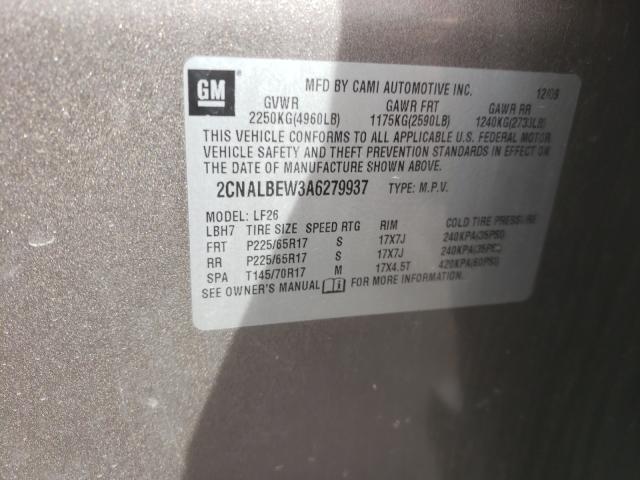 GM
MFD BY CAMI AUTOMOTIVE INC. 12/09
GVWR GAWR FRT GAWR RR
2250KG(4960LB) 1175KG(2590LB) 1240KG(2733LB)
THIS VEHICLE CONFORMS TO ALL APPLICABLE U.S. FEDERAL MOTOR
VEHICLE SAFETY AND THEFT PREVENTION STANDARDS IN EFFECT ON
THE DATE OF MANUFACTURE SHOWN ABOVE.
2CNALBEW3A6279937 TYPE: M.P.V.
MODEL: LF26
LBH7 TIRE SIZE SPEED RTG RIM COLD TIRE PRESSURE
FRT P225/65R17 S 17X7J 240KPA(35PSI)
RR P225/65R17 S 17X7J 240KPA(35PSI)
SPA T145/70R17 M 17X4.5T 420KPA(60PSI)
SEE OWNER'S MANUAL FOR MORE INFORMATION.